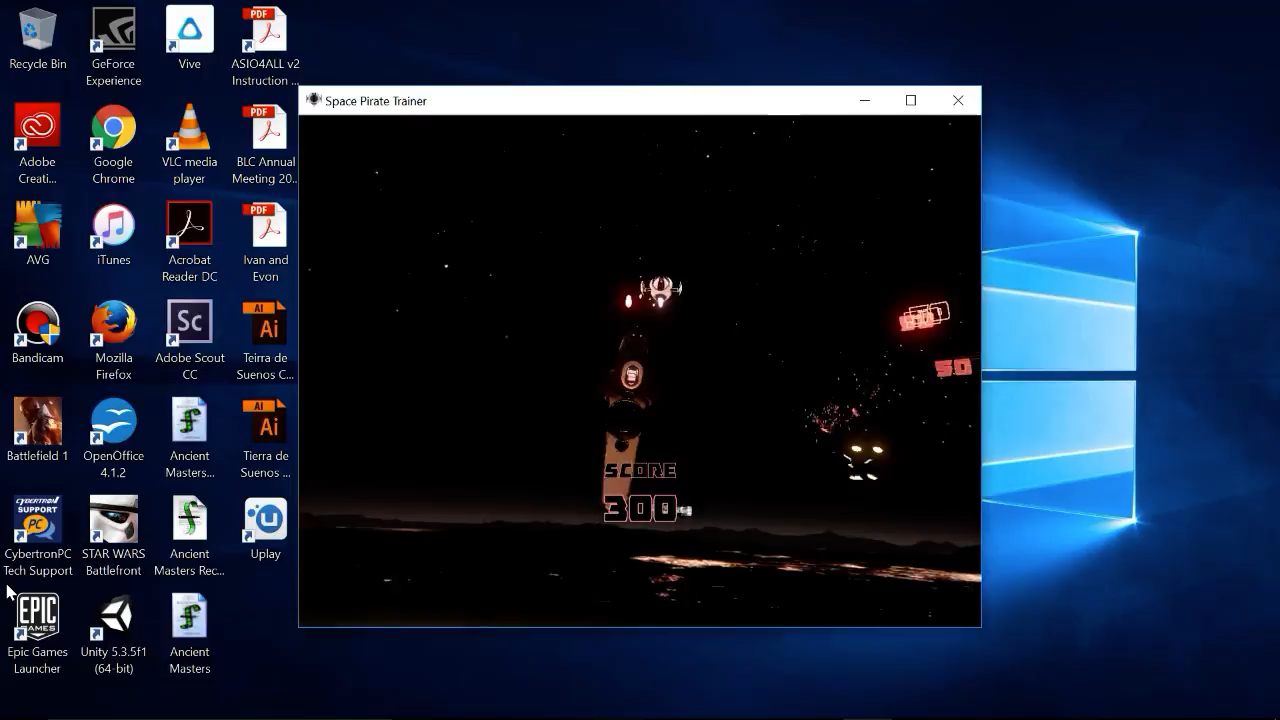 Recycle Bin
GeForce
Experience
Vive
PDF
ASIO4ALL v2
Instruction ...
Adobe
Creati...
Google
Chrome
VLC media
player
PDF
BLC Annual
Meeting 20...
AVG
iTunes
Acrobat
Reader DC
PDF
Ivan and
Evon
Bandicam
Mozilla
Firefox
Sc
Adobe Scout
CC
AI
Ai
Teirra de
Suenos C...
Battlefield 1
OpenOffice
4.1.2
Ancient
Masters...
AI
Ai
Tierra de
Suenos ...
CYBERTRON
SUPPORT
PC
CybertronPC
Tech Support
STAR WARS
Battlefront
Ancient
Masters Rec...
Uplay
EPIC
GAMES
Epic Games
Launcher
Unity 5.3.5f1
(64-bit)
Ancient
Masters
Space Pirate Trainer
50
SCORE
300